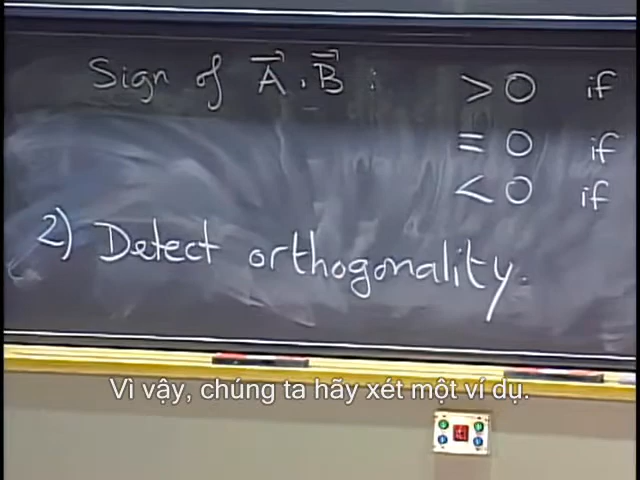 Sign of A⃗ . B⃗ : > 0 if
= 0 if
< 0 if
2) Detect orthogonality.
Vì vậy, chúng ta hãy xét một ví dụ.